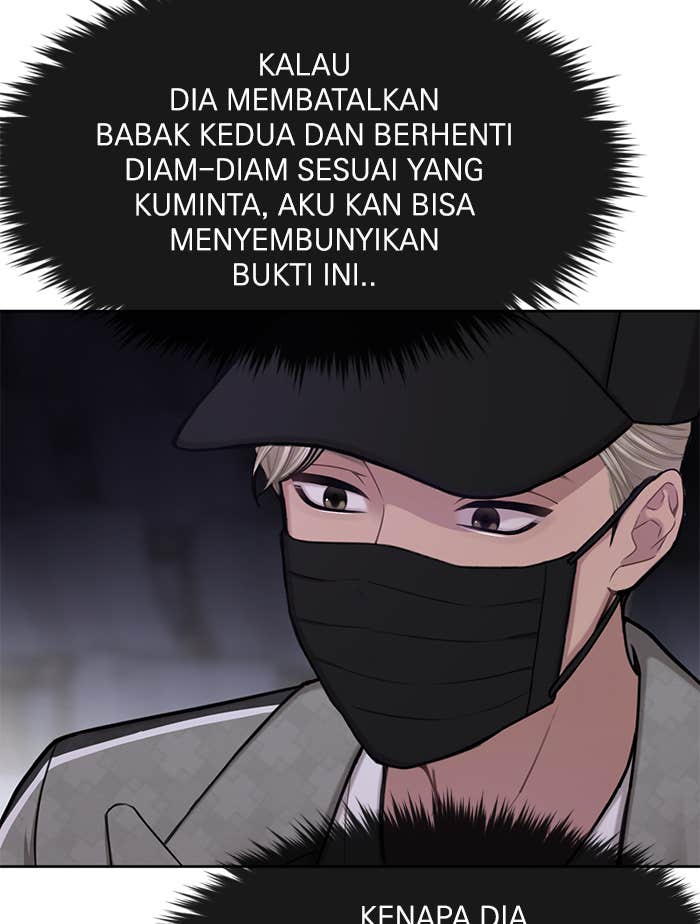 KALAU
DIA MEMBATALKAN
BABAK KEDUA DAN BERHENTI
DIAM-DIAM SESUAI YANG
KUMINTA, AKU KAN BISA
MENYEMBUNYIKAN
BUKTI INI..
KENAPA DIA